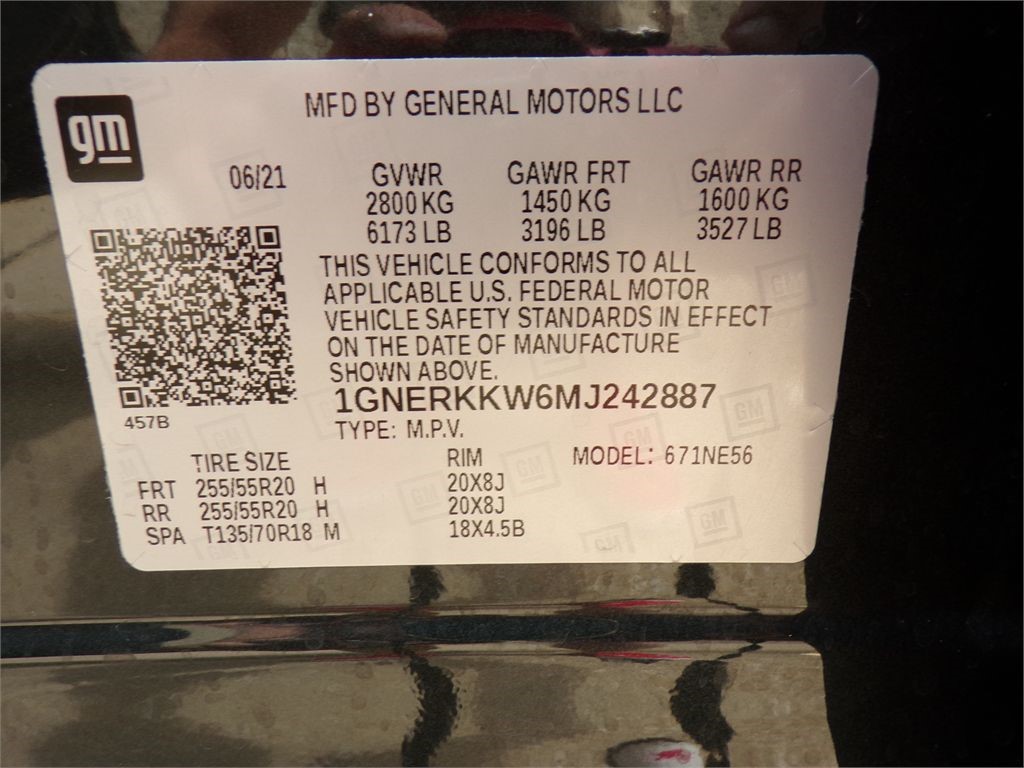 gm
MFD BY GENERAL MOTORS LLC
06/21 GVWR GAWR FRT GAWR RR
2800 KG 1450 KG 1600 KG
6173 LB 3196 LB 3527 LB
THIS VEHICLE CONFORMS TO ALL
APPLICABLE U.S. FEDERAL MOTOR
VEHICLE SAFETY STANDARDS IN EFFECT
ON THE DATE OF MANUFACTURE
SHOWN ABOVE.
1GNERKKW6MJ242887
457B
TYPE: M.P.V.
TIRE SIZE RIM MODEL: 671NE56
FRT 255/55R20 H 20X8J
RR 255/55R20 H 20X8J
SPA T135/70R18 M 18X4.5B